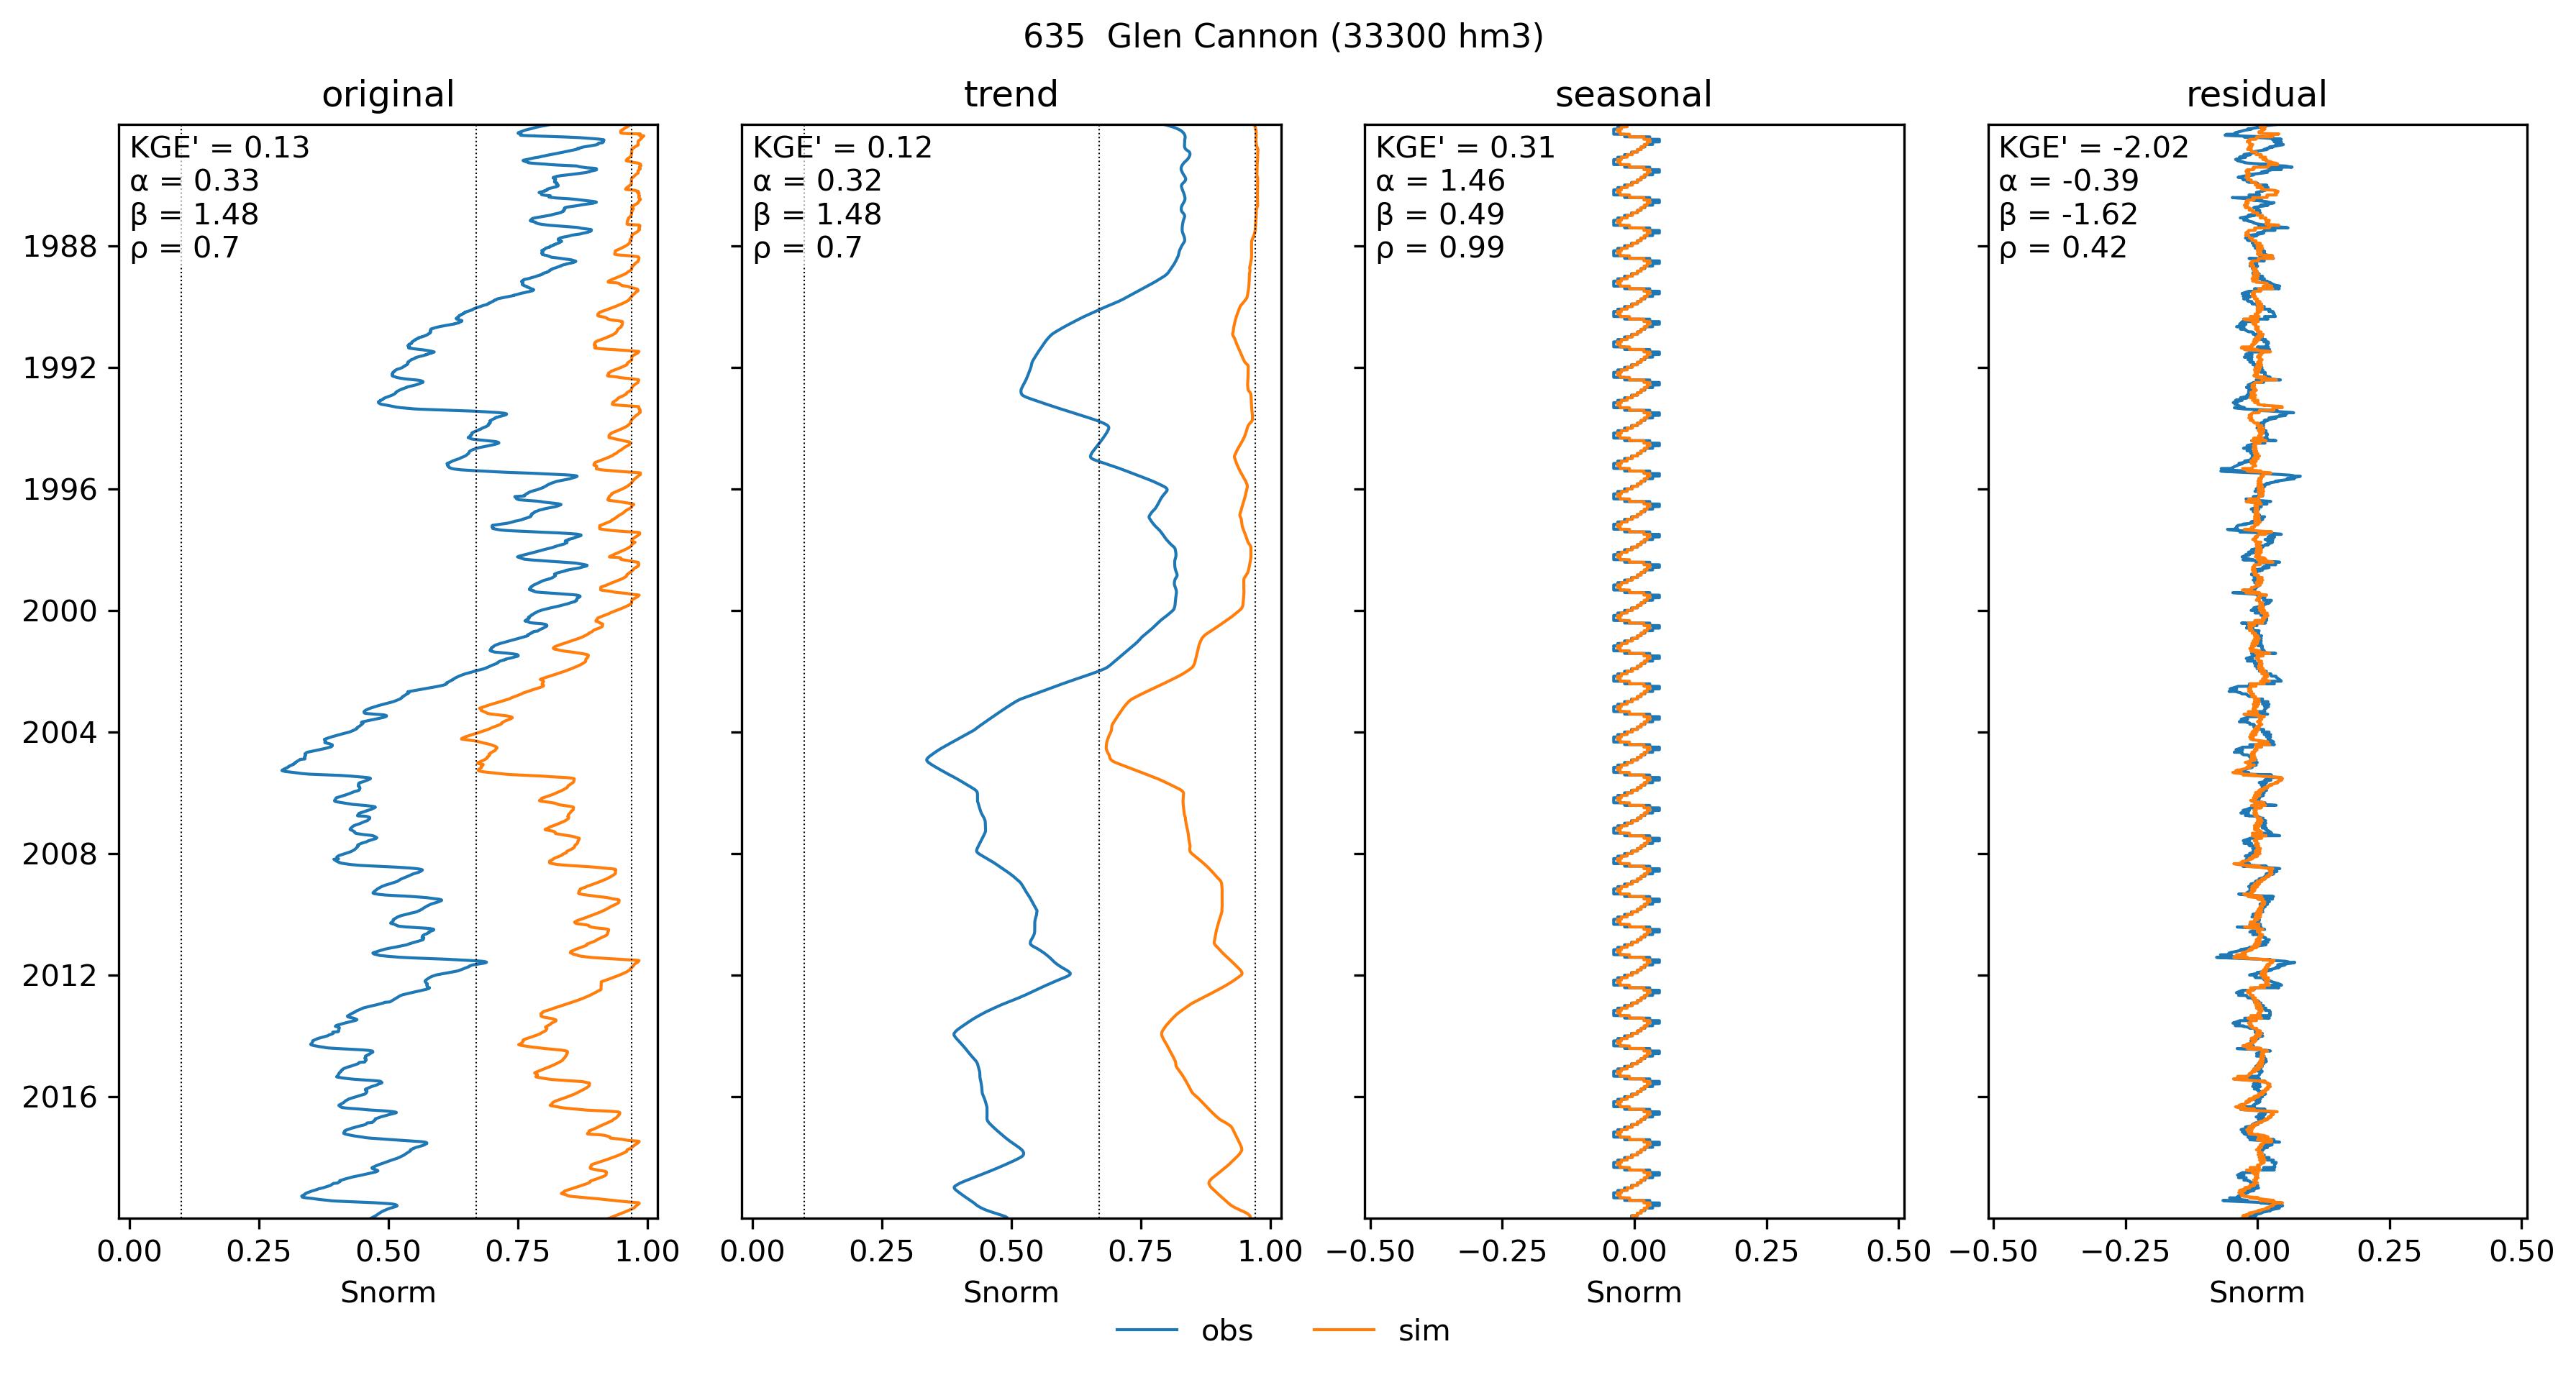 635  Glen Cannon (33300 hm3)
original
KGE' = 0.13
α = 0.33
β = 1.48
ρ = 0.7
1988
1992
1996
2000
2004
2008
2012
2016
0.00 0.25 0.50 0.75 1.00
Snorm
trend
KGE' = 0.12
α = 0.32
β = 1.48
ρ = 0.7
0.00 0.25 0.50 0.75 1.00
Snorm
seasonal
KGE' = 0.31
α = 1.46
β = 0.49
ρ = 0.99
−0.50 −0.25 0.00 0.25 0.50
Snorm
residual
KGE' = -2.02
α = -0.39
β = -1.62
ρ = 0.42
−0.50 −0.25 0.00 0.25 0.50
Snorm
obs sim